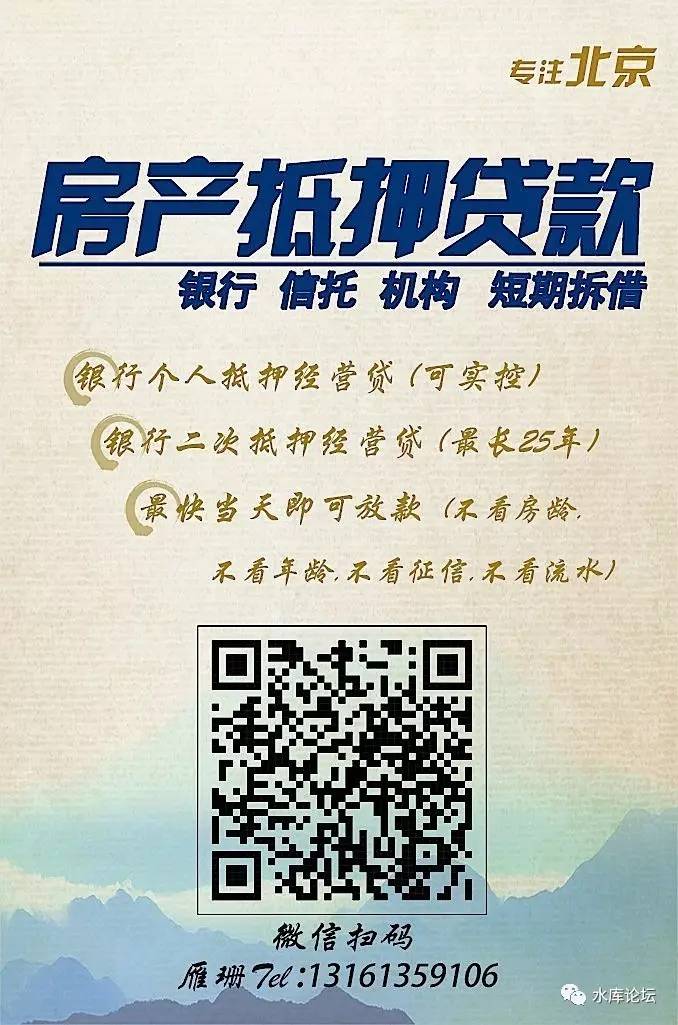 专注北京
房产抵押贷款
银行 信托 机构 短期拆借
银行个人抵押经营贷(可实控)
银行二次抵押经营贷(最长25年)
最快当天即可放款(不看房龄,
不看年龄,不看征信,不看流水)
微信扫码
雁珊Tel:13161359106
水库论坛